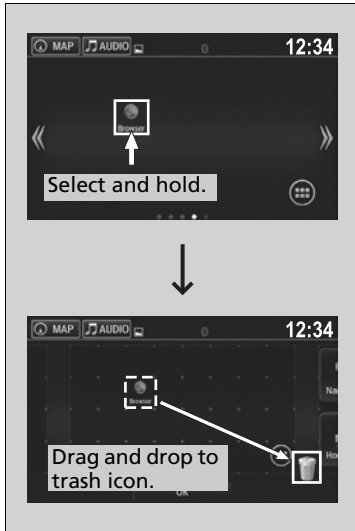 MAP AUDIO 12:34
Browser
Select and hold.
MAP AUDIO 12:34
Browser
Drag and drop to
trash icon.
OK